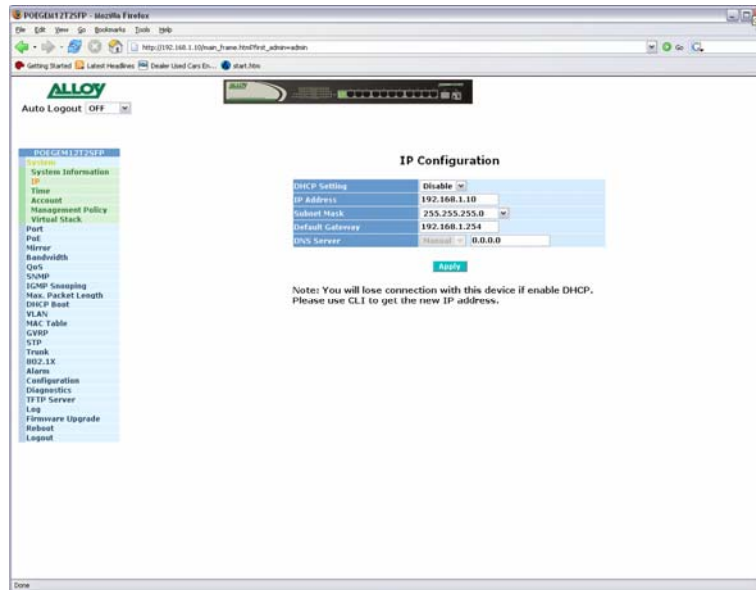 POEGEM12T2SFP - Mozilla Firefox
File Edit View Go Bookmarks Tools Help
http://192.168.1.10/main_frame.html?first_admin=admin
Getting Started Latest Headlines Dealer Used Cars En... start.htm
ALLOY
ALLOY
Auto Logout OFF
POEGEM12T2SFP
System
System Information
IP
Time
Account
Management Policy
Virtual Stack
Port
PoE
Mirror
Bandwidth
QoS
SNMP
IGMP Snooping
Max. Packet Length
DHCP Boot
VLAN
MAC Table
GVRP
STP
Trunk
802.1X
Alarm
Configuration
Diagnostics
TFTP Server
Log
Firmware Upgrade
Reboot
Logout
IP Configuration
DHCP Setting Disable
IP Address 192.168.1.10
Subnet Mask 255.255.255.0
Default Gateway 192.168.1.254
DNS Server Manual 0.0.0.0
Apply
Note: You will lose connection with this device if enable DHCP.
Please use CLI to get the new IP address.
Done